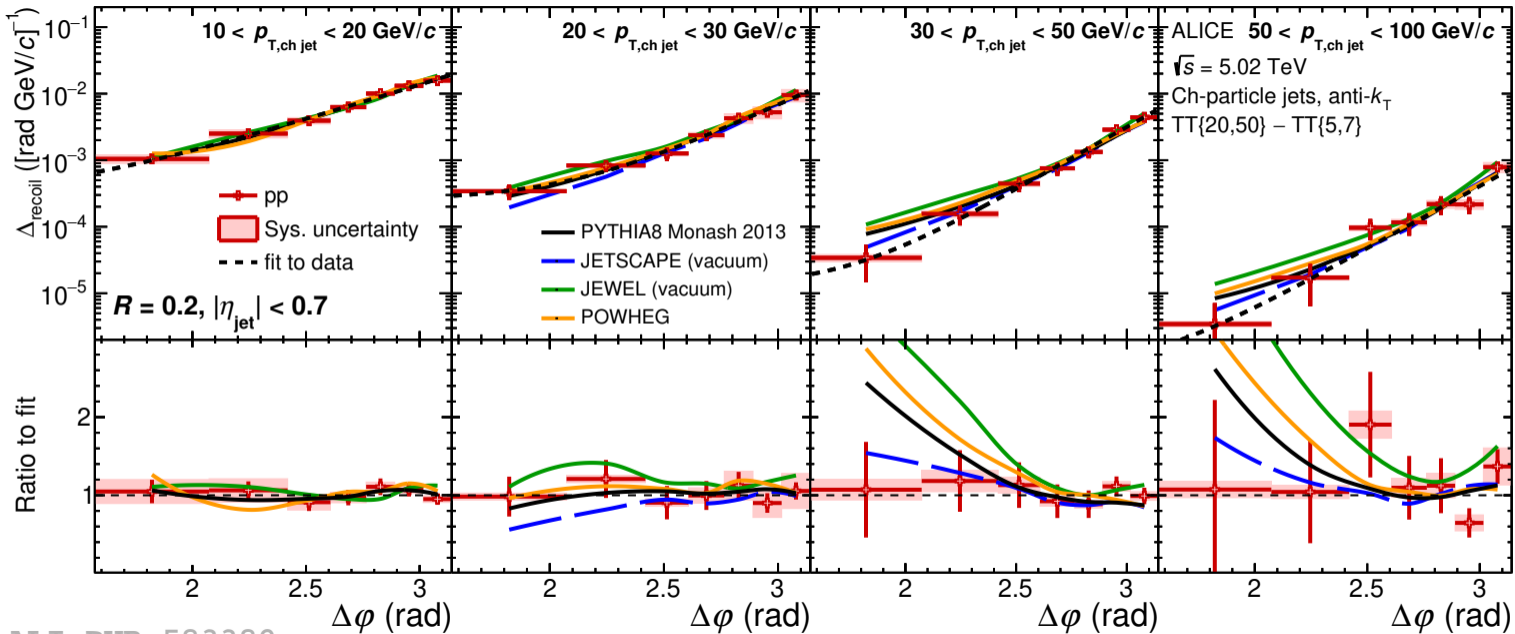 10 < p_T,ch jet < 20 GeV/c
20 < p_T,ch jet < 30 GeV/c
30 < p_T,ch jet < 50 GeV/c
ALICE 50 < p_T,ch jet < 100 GeV/c
√s = 5.02 TeV
Ch-particle jets, anti-k_T
TT{20,50} − TT{5,7}
Δ_recoil ([rad GeV/c]⁻¹)
10⁻¹
10⁻²
10⁻³
10⁻⁴
10⁻⁵
pp
Sys. uncertainty
fit to data
R = 0.2, |η_jet| < 0.7
PYTHIA8 Monash 2013
JETSCAPE (vacuum)
JEWEL (vacuum)
POWHEG
Ratio to fit
2
1
2 2.5 3
2 2.5 3
2 2.5 3
2 2.5 3
Δφ (rad)
Δφ (rad)
Δφ (rad)
Δφ (rad)